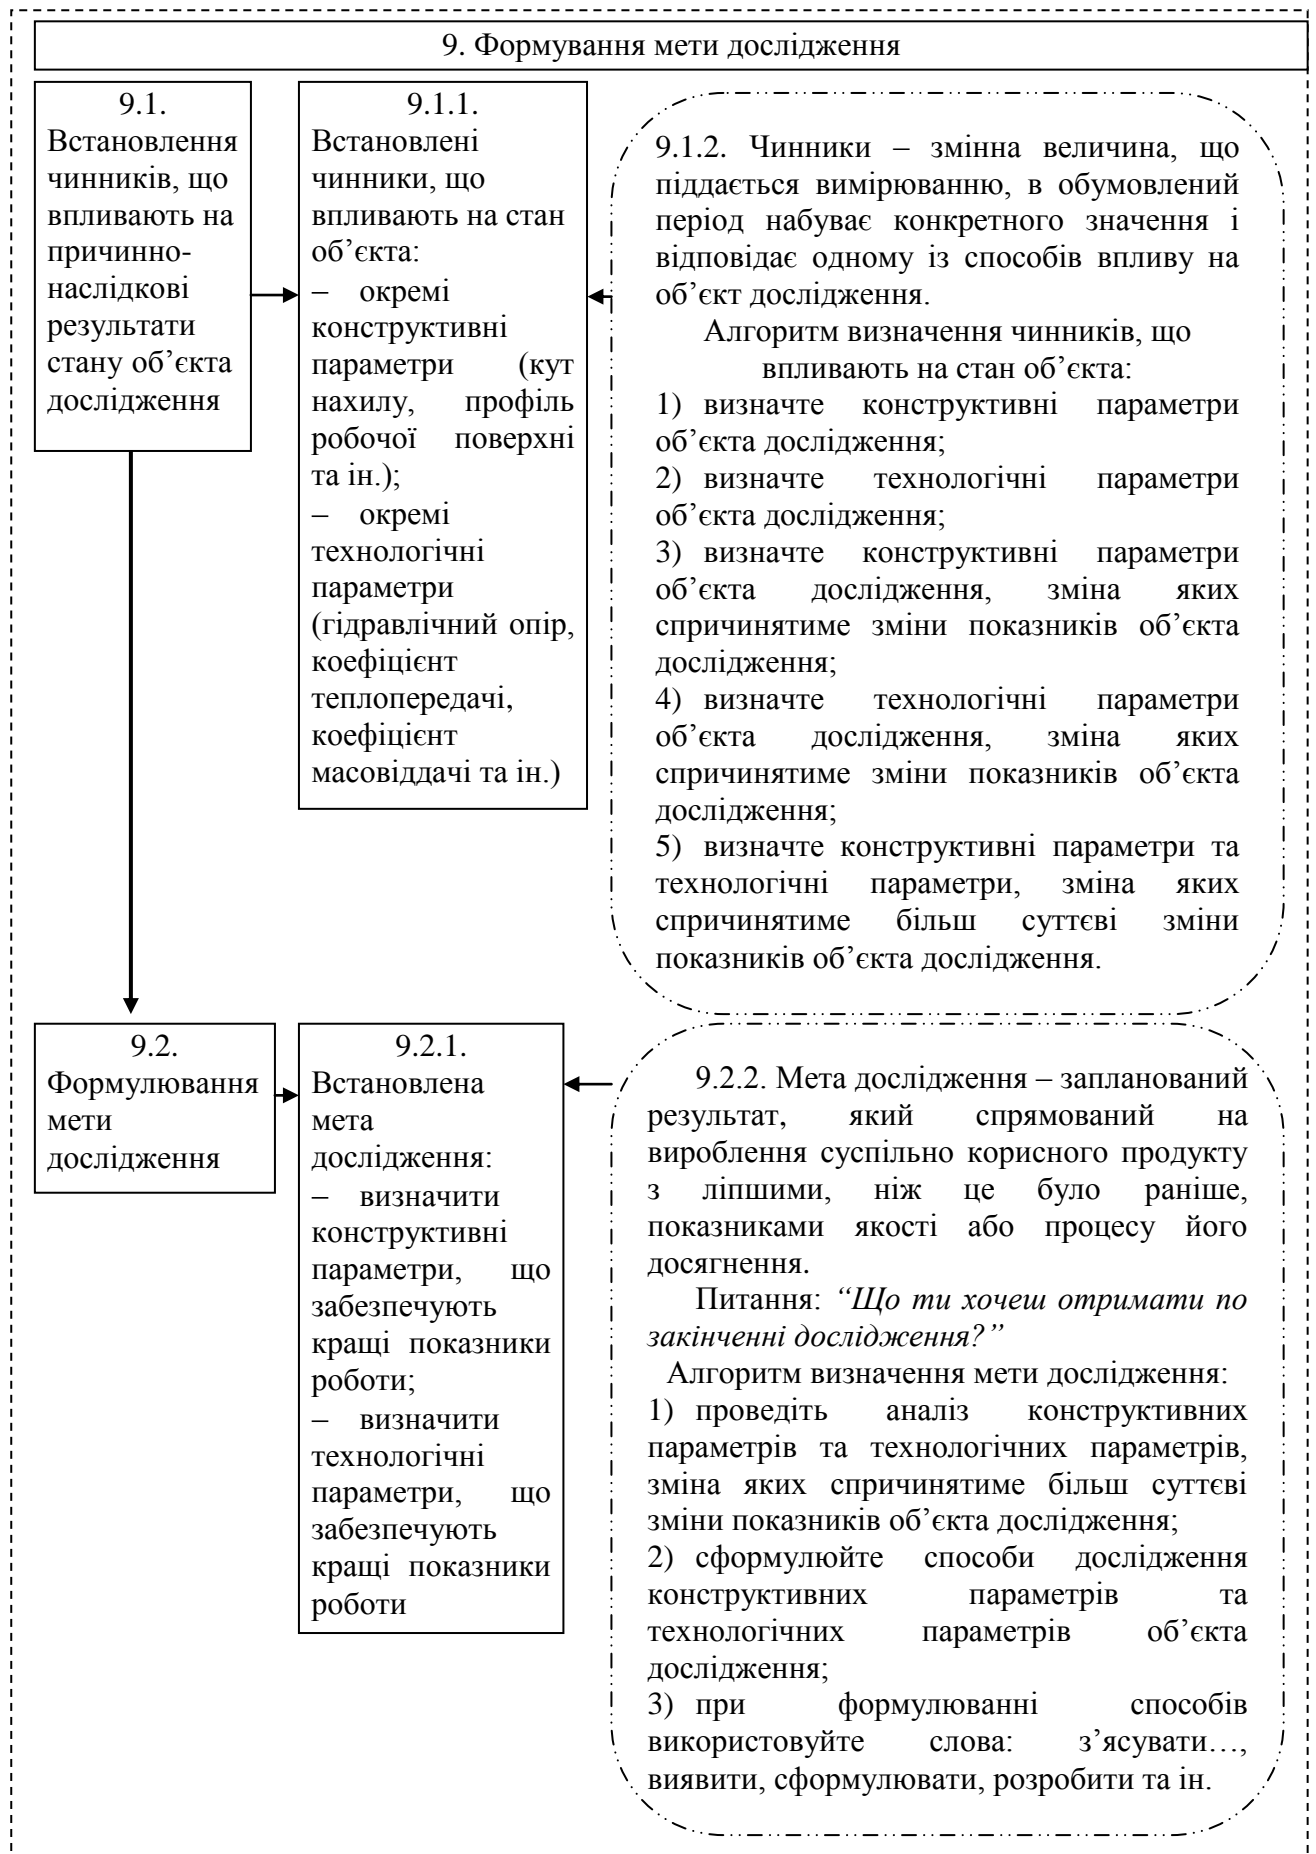 9. Формування мети дослідження
9.1.
Встановлення
чинників, що
впливають на
причинно-
наслідкові
результати
стану об’єкта
дослідження
9.1.1.
Встановлені
чинники, що
впливають на стан
об’єкта:
– окремі
конструктивні
параметри (кут
нахилу, профіль
робочої поверхні
та ін.);
– окремі
технологічні
параметри
(гідравлічний опір,
коефіцієнт
теплопередачі,
коефіцієнт
масовіддачі та ін.)
9.1.2. Чинники – змінна величина, що
піддається вимірюванню, в обумовлений
період набуває конкретного значення і
відповідає одному із способів впливу на
об’єкт дослідження.
Алгоритм визначення чинників, що
впливають на стан об’єкта:
1) визначте конструктивні параметри
об’єкта дослідження;
2) визначте технологічні параметри
об’єкта дослідження;
3) визначте конструктивні параметри
об’єкта дослідження, зміна яких
спричинятиме зміни показників об’єкта
дослідження;
4) визначте технологічні параметри
об’єкта дослідження, зміна яких
спричинятиме зміни показників об’єкта
дослідження;
5) визначте конструктивні параметри та
технологічні параметри, зміна яких
спричинятиме більш суттєві зміни
показників об’єкта дослідження.
9.2.
Формулювання
мети
дослідження
9.2.1.
Встановлена
мета
дослідження:
– визначити
конструктивні
параметри, що
забезпечують
кращі показники
роботи;
– визначити
технологічні
параметри, що
забезпечують
кращі показники
роботи
9.2.2. Мета дослідження – запланований
результат, який спрямований на
вироблення суспільно корисного продукту
з ліпшими, ніж це було раніше,
показниками якості або процесу його
досягнення.
Питання: “Що ти хочеш отримати по
закінченні дослідження?”
Алгоритм визначення мети дослідження:
1) проведіть аналіз конструктивних
параметрів та технологічних параметрів,
зміна яких спричинятиме більш суттєві
зміни показників об’єкта дослідження;
2) сформулюйте способи дослідження
конструктивних параметрів та
технологічних параметрів об’єкта
дослідження;
3) при формулюванні способів
використовуйте слова: з’ясувати…,
виявити, сформулювати, розробити та ін.